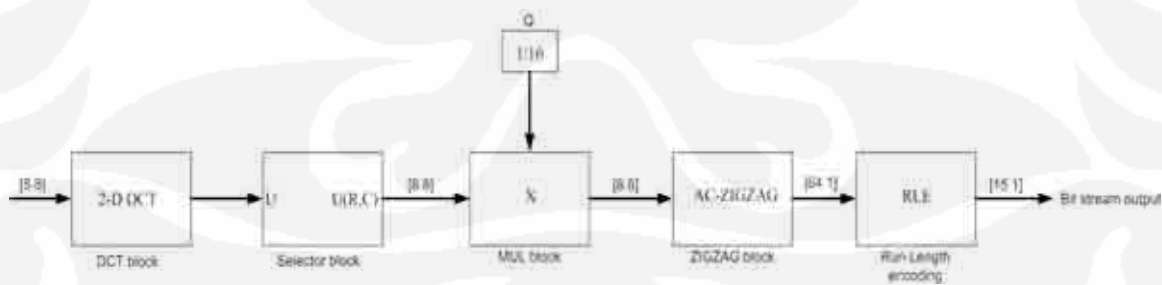 Q
1/16
[8.8]
2-D DCT
U
U(R,C)
[8.8]
X
[8.8]
AC-ZIGZAG
[64.1]
RLE
[15.1]
Bit stream output
DCT block
Selector block
MUL block
ZIGZAG block
Run Length
encoding